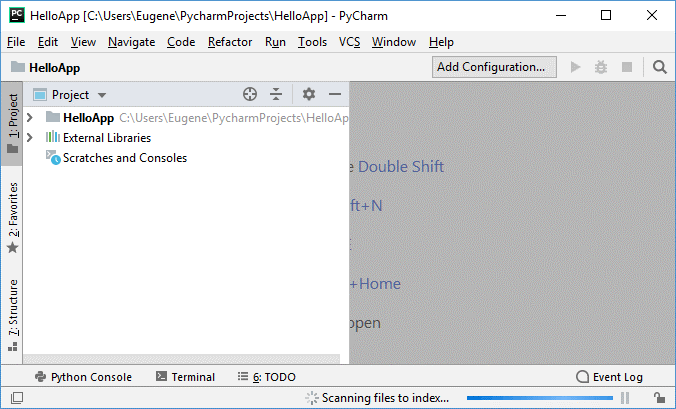 PC HelloApp [C:\Users\Eugene\PycharmProjects\HelloApp] - PyCharm
File Edit View Navigate Code Refactor Run Tools VCS Window Help
HelloApp Add Configuration...
1: Project
Project
HelloApp C:\Users\Eugene\PycharmProjects\HelloAp
External Libraries
Scratches and Consoles
e Double Shift
ft+N
E
+Home
open
2: Favorites
7: Structure
Python Console Terminal 6: TODO Event Log
Scanning files to index...